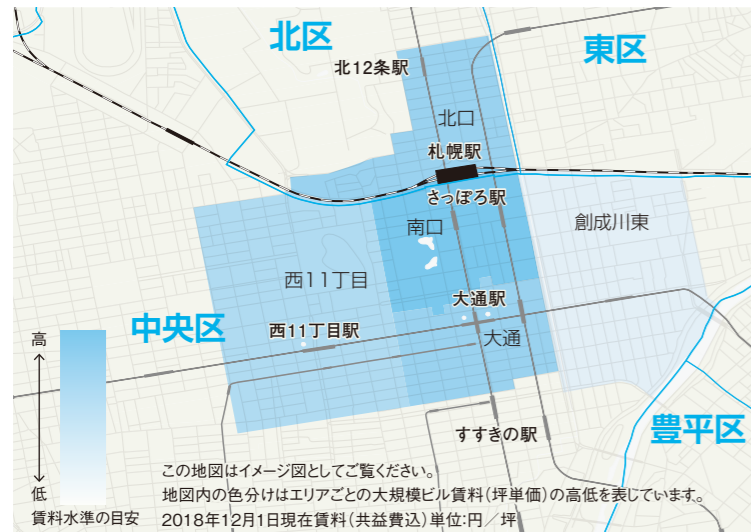 北区
東区
北12条駅
北口
札幌駅
さっぽろ駅
南口
創成川東
西11丁目
大通駅
中央区
西11丁目駅
大通
高
すすきの駅
豊平区
この地図はイメージ図としてご覧ください。
低
地図内の色分けはエリアごとの大規模ビル賃料(坪単価)の高低を表しています。
賃料水準の目安
2018年12月1日現在賃料(共益費込)単位:円／坪